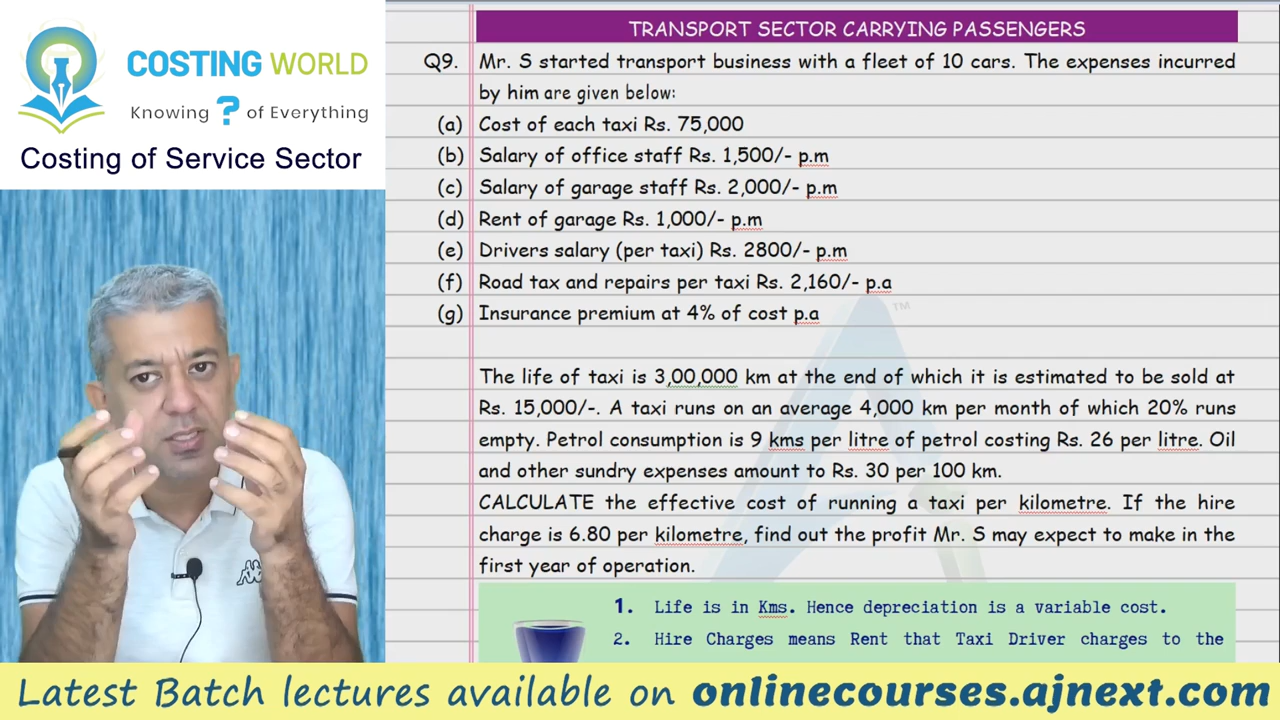 COSTING WORLD
Knowing ? of Everything
Costing of Service Sector
TRANSPORT SECTOR CARRYING PASSENGERS
Q9. Mr. S started transport business with a fleet of 10 cars. The expenses incurred
by him are given below:
(a) Cost of each taxi Rs. 75,000
(b) Salary of office staff Rs. 1,500/- p.m
(c) Salary of garage staff Rs. 2,000/- p.m
(d) Rent of garage Rs. 1,000/- p.m
(e) Drivers salary (per taxi) Rs. 2800/- p.m
(f) Road tax and repairs per taxi Rs. 2,160/- p.a
(g) Insurance premium at 4% of cost p.a
TM
The life of taxi is 3,00,000 km at the end of which it is estimated to be sold at
Rs. 15,000/-. A taxi runs on an average 4,000 km per month of which 20% runs
empty. Petrol consumption is 9 kms per litre of petrol costing Rs. 26 per litre. Oil
and other sundry expenses amount to Rs. 30 per 100 km.
CALCULATE the effective cost of running a taxi per kilometre. If the hire
charge is 6.80 per kilometre, find out the profit Mr. S may expect to make in the
first year of operation.
1. Life is in Kms. Hence depreciation is a variable cost.
2. Hire Charges means Rent that Taxi Driver charges to the
Latest Batch lectures available on onlinecourses.ajnext.com